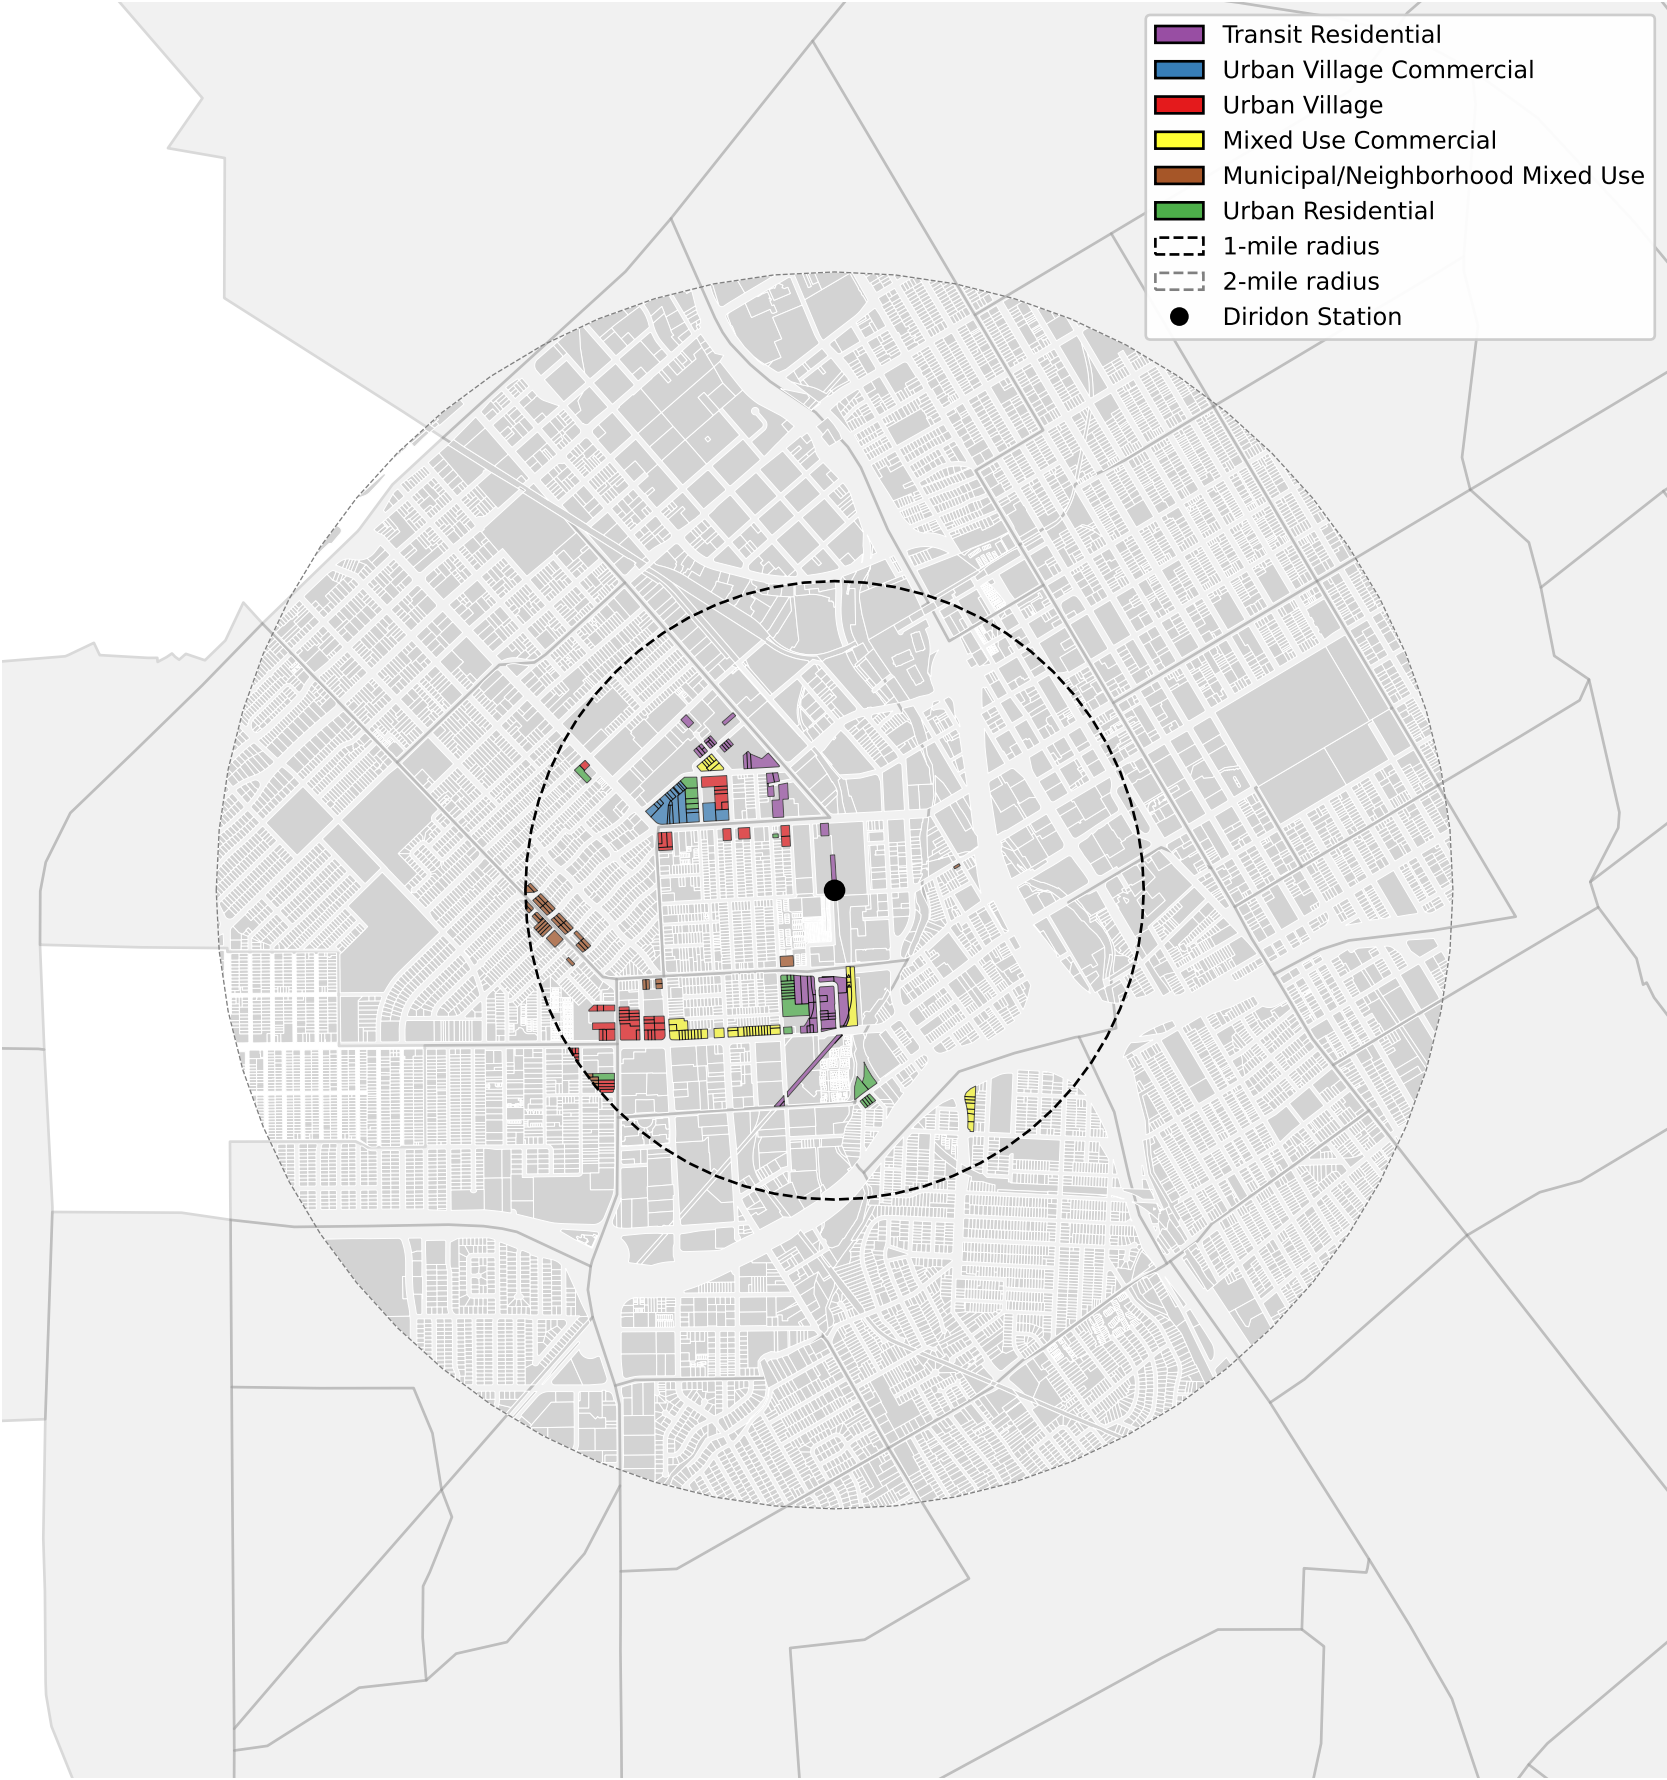 Transit Residential
Urban Village Commercial
Urban Village
Mixed Use Commercial
Municipal/Neighborhood Mixed Use
Urban Residential
1-mile radius
2-mile radius
Diridon Station